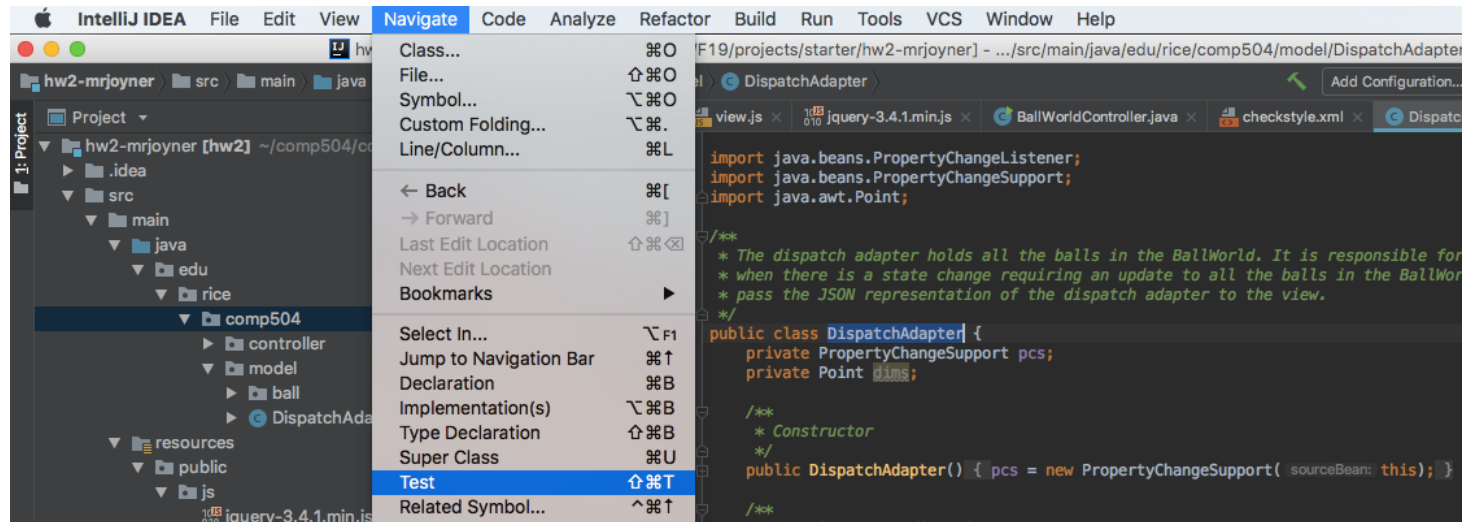 IntelliJ IDEA File Edit View Navigate Code Analyze Refactor Build Run Tools VCS Window Help
F19/projects/starter/hw2-mrjoyner] - .../src/main/java/edu/rice/comp504/model/DispatchAdapter
hw2-mrjoyner src main java
DispatchAdapter
Add Configuration...
1: Project
Project
view.js jquery-3.4.1.min.js BallWorldController.java checkstyle.xml Dispatc
hw2-mrjoyner [hw2] ~/comp504/co
.idea
src
main
java
edu
rice
comp504
controller
model
ball
DispatchAda
resources
public
js
jquery-3.4.1.min.js
Class... ⌘O
File... ⇧⌘O
Symbol... ⌥⌘O
Custom Folding... ⌥⌘.
Line/Column... ⌘L
← Back ⌘[
→ Forward ⌘]
Last Edit Location ⇧⌘⌫
Next Edit Location
Bookmarks ▶
Select In... ⌥F1
Jump to Navigation Bar ⌘↑
Declaration ⌘B
Implementation(s) ⌥⌘B
Type Declaration ⇧⌘B
Super Class ⌘U
Test ⇧⌘T
Related Symbol... ^⌘↑
import java.beans.PropertyChangeListener;
import java.beans.PropertyChangeSupport;
import java.awt.Point;
/**
* The dispatch adapter holds all the balls in the BallWorld. It is responsible for
* when there is a state change requiring an update to all the balls in the BallWor
* pass the JSON representation of the dispatch adapter to the view.
*/
public class DispatchAdapter {
private PropertyChangeSupport pcs;
private Point dims;
/**
* Constructor
*/
public DispatchAdapter() { pcs = new PropertyChangeSupport( sourceBean: this); }
/**